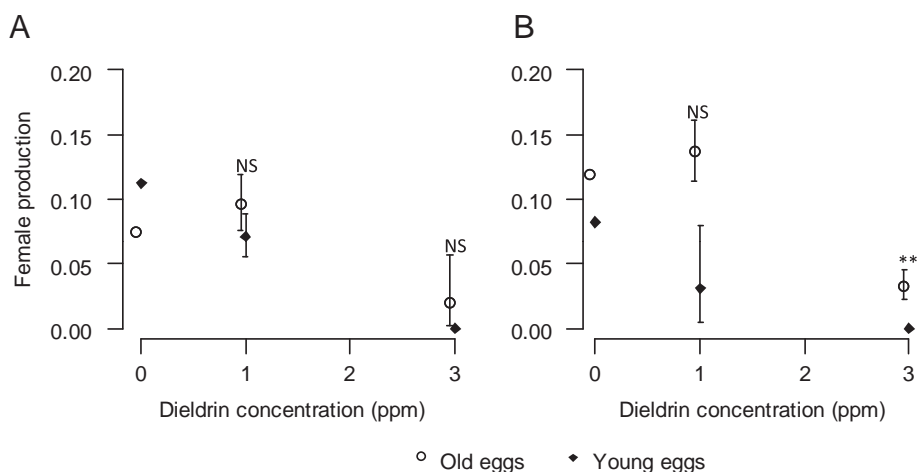 A
B
0.20
0.15
0.10
0.05
0.00
Female production
NS
NS
0 1 2 3
Dieldrin concentration (ppm)
0.20
0.15
0.10
0.05
0.00
NS
**
0 1 2 3
Dieldrin concentration (ppm)
Old eggs Young eggs